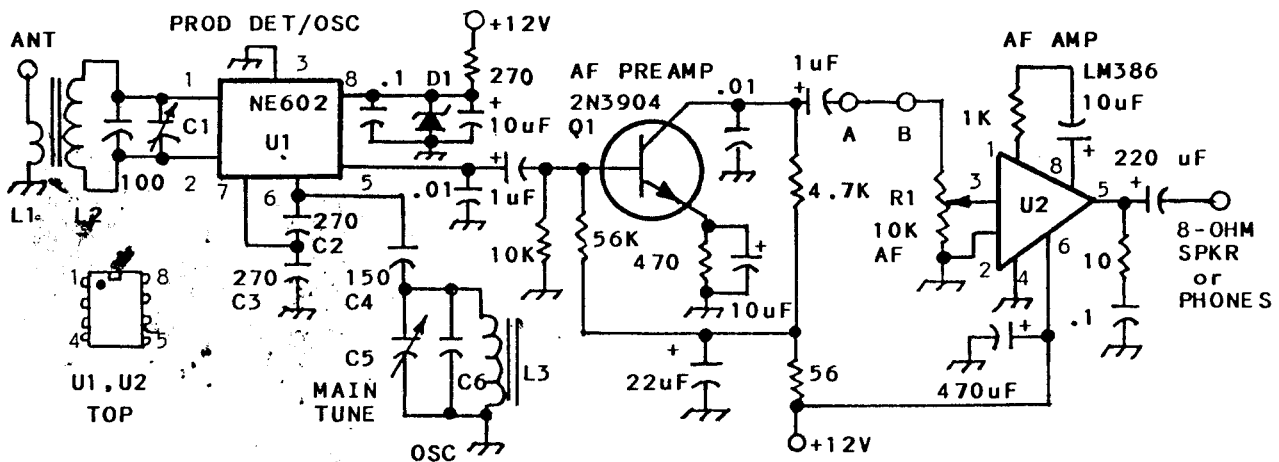 PROD DET/OSC
+12V
ANT
1
3
8
.1
D1
270
NE602
U1
C1
10uF
100
2
7
6
5
.01
1uF
L1
L2
270
C2
270
C3
150
C4
1
8
4
5
U1,U2
TOP
C5
MAIN
TUNE
C6
L3
OSC
AF PREAMP
2N3904
Q1
.01
1uF
A
B
10K
56K
470
10uF
4.7K
22uF
56
+12V
AF AMP
LM386
10uF
1K
1
8
R1
10K
AF
3
U2
5
220 uF
2
4
6
8-OHM
SPKR
or
PHONES
10
.1
470uF